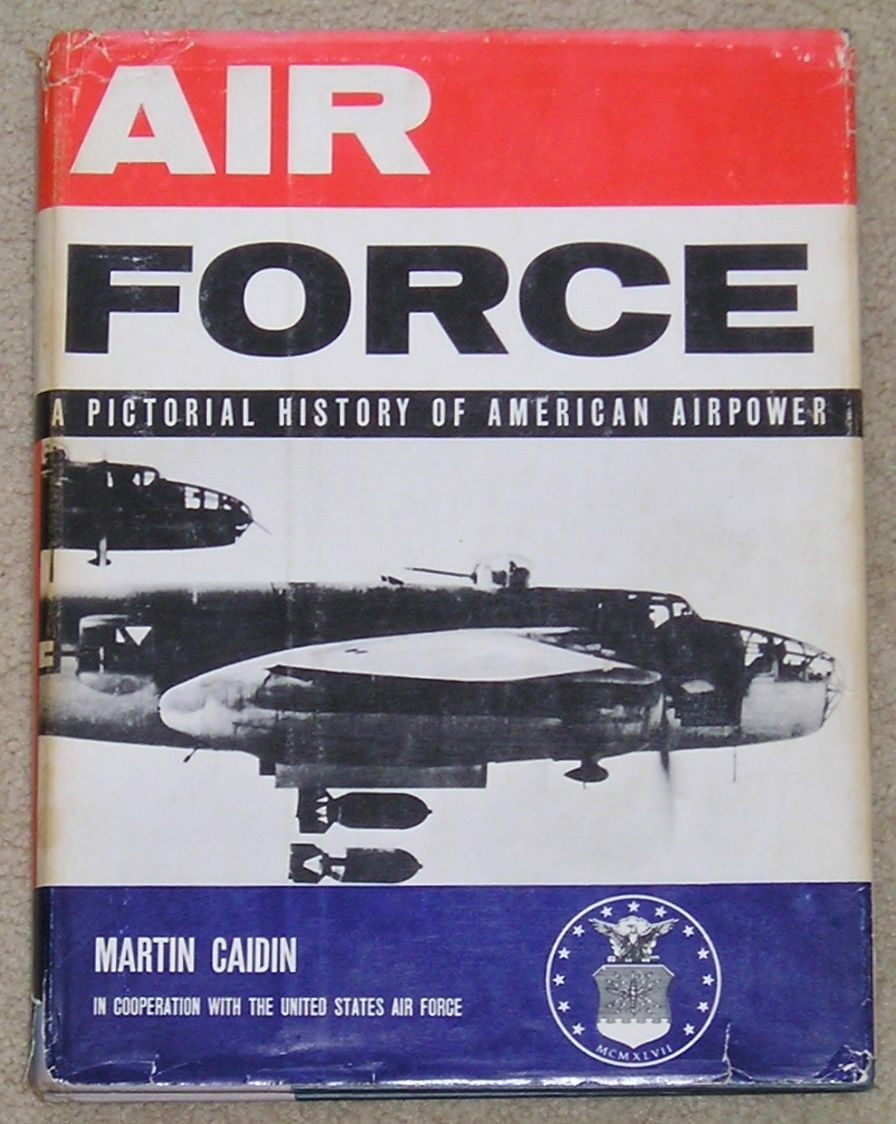 AIR
FORCE
A PICTORIAL HISTORY OF AMERICAN AIRPOWER
MARTIN CAIDIN
IN COOPERATION WITH THE UNITED STATES AIR FORCE
MCMXLVII